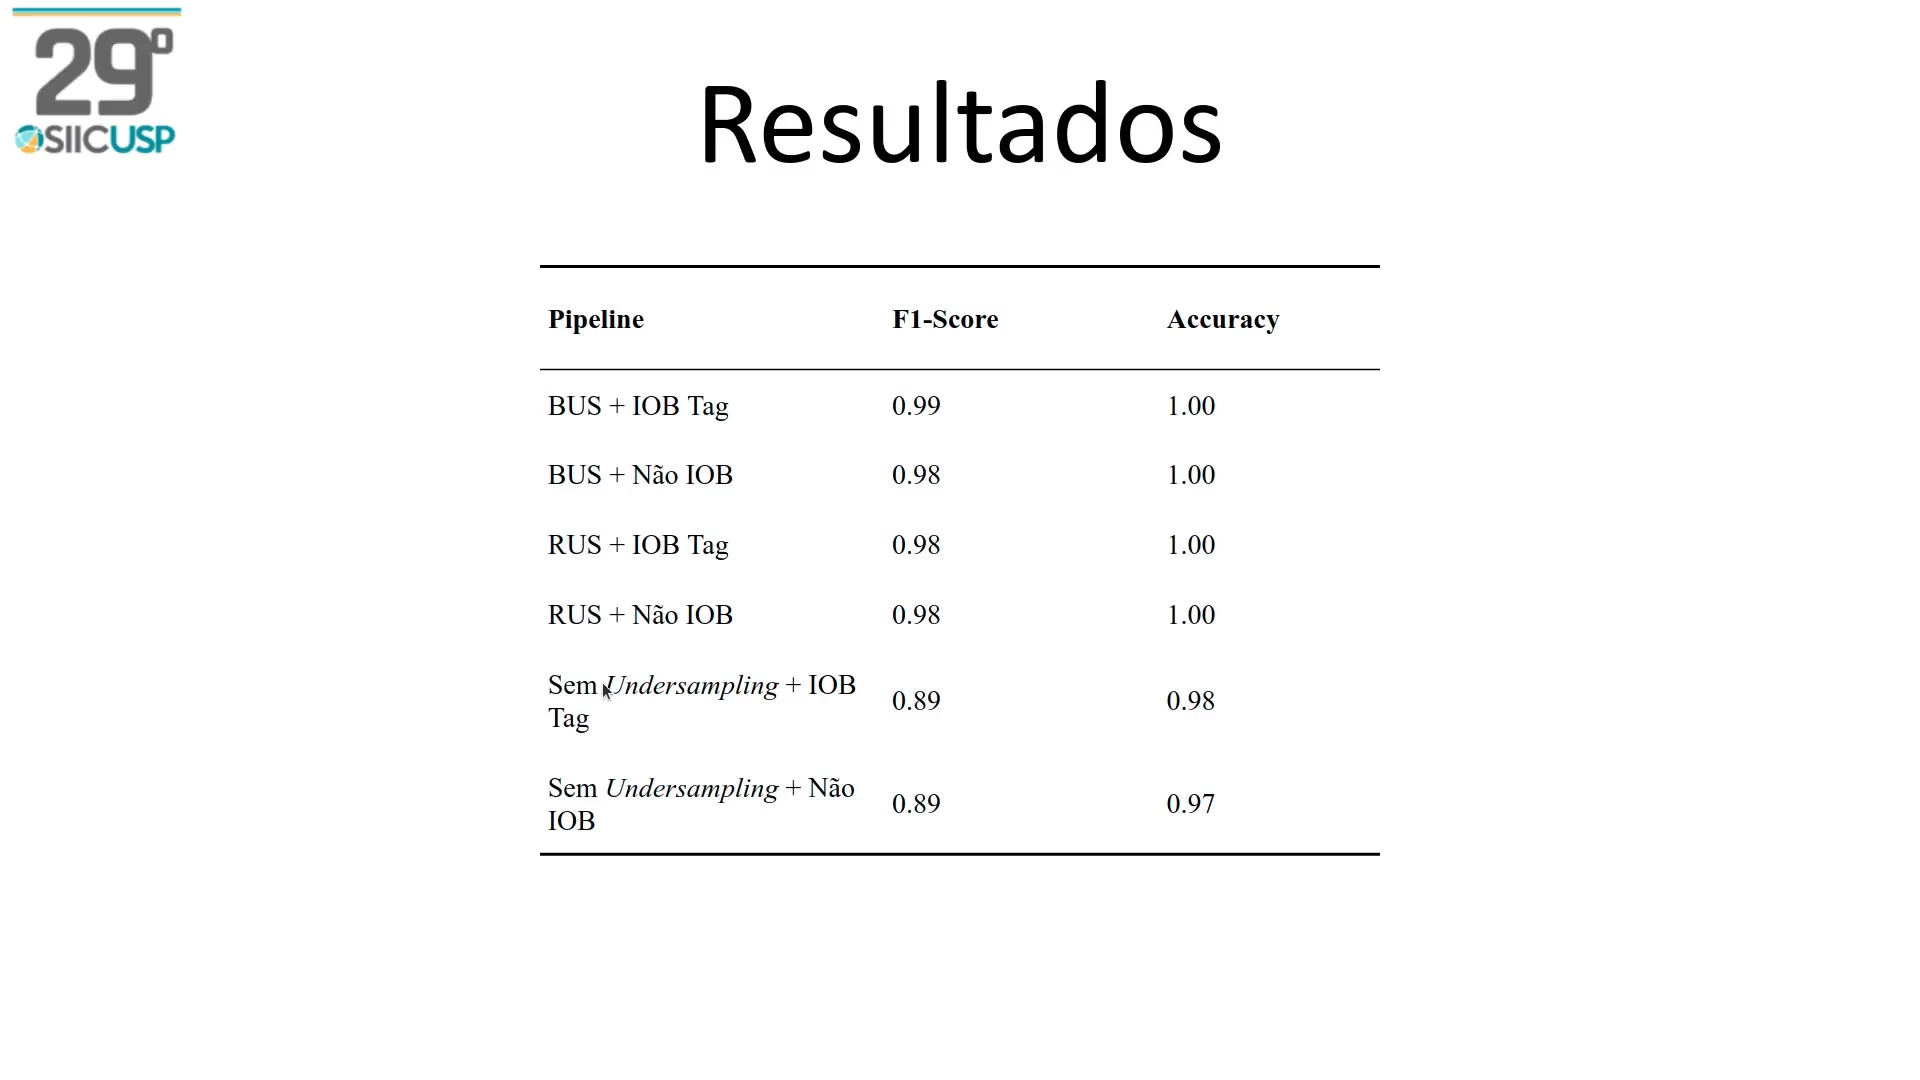 29º
SIICUSP
Resultados
Pipeline F1-Score Accuracy
BUS + IOB Tag 0.99 1.00
BUS + Não IOB 0.98 1.00
RUS + IOB Tag 0.98 1.00
RUS + Não IOB 0.98 1.00
Sem Undersampling + IOB
Tag 0.89 0.98
Sem Undersampling + Não
IOB 0.89 0.97